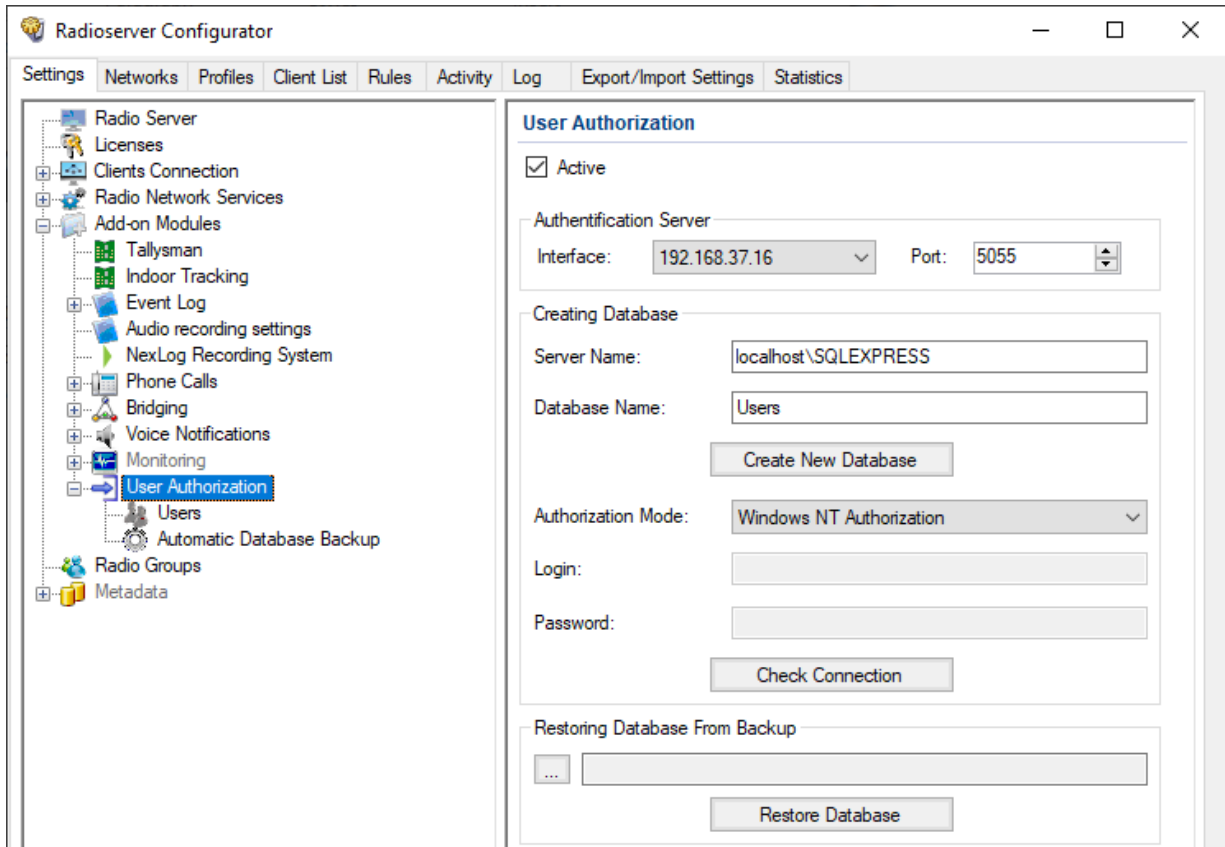 Radioserver Configurator
Settings Networks Profiles Client List Rules Activity Log Export/Import Settings Statistics
Radio Server
Licenses
Clients Connection
Radio Network Services
Add-on Modules
Tallysman
Indoor Tracking
Event Log
Audio recording settings
NexLog Recording System
Phone Calls
Bridging
Voice Notifications
Monitoring
User Authorization
Users
Automatic Database Backup
Radio Groups
Metadata
User Authorization
Active
Authentification Server
Interface: 192.168.37.16 Port: 5055
Creating Database
Server Name: localhost\SQLEXPRESS
Database Name: Users
Create New Database
Authorization Mode: Windows NT Authorization
Login:
Password:
Check Connection
Restoring Database From Backup
...
Restore Database